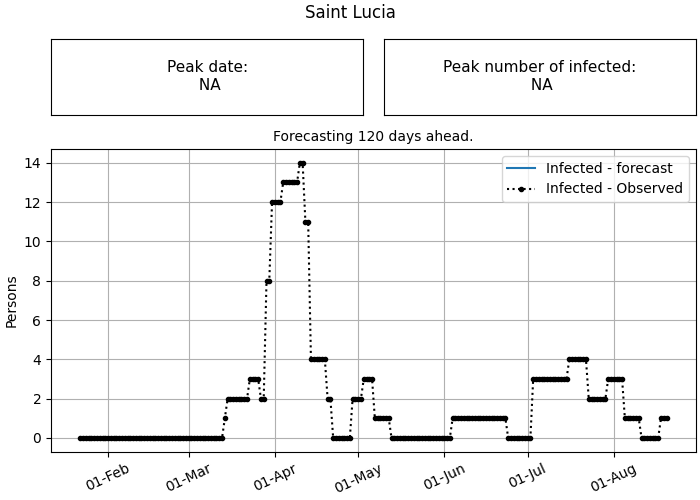 Saint Lucia
Peak date:
NA
Peak number of infected:
NA
Forecasting 120 days ahead.
Infected - forecast
Infected - Observed
Persons
14
12
10
8
6
4
2
0
01-Feb
01-Mar
01-Apr
01-May
01-Jun
01-Jul
01-Aug